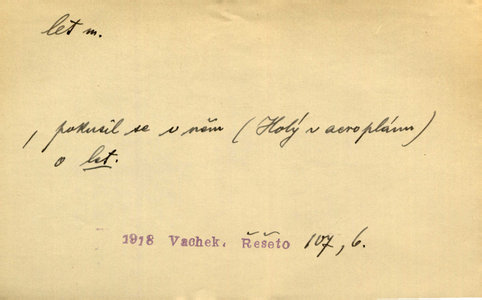 let m.
, pokusil se v něm (Holý v aeroplánu)
o let.
1918 Vachek, Řešeto 107, 6.